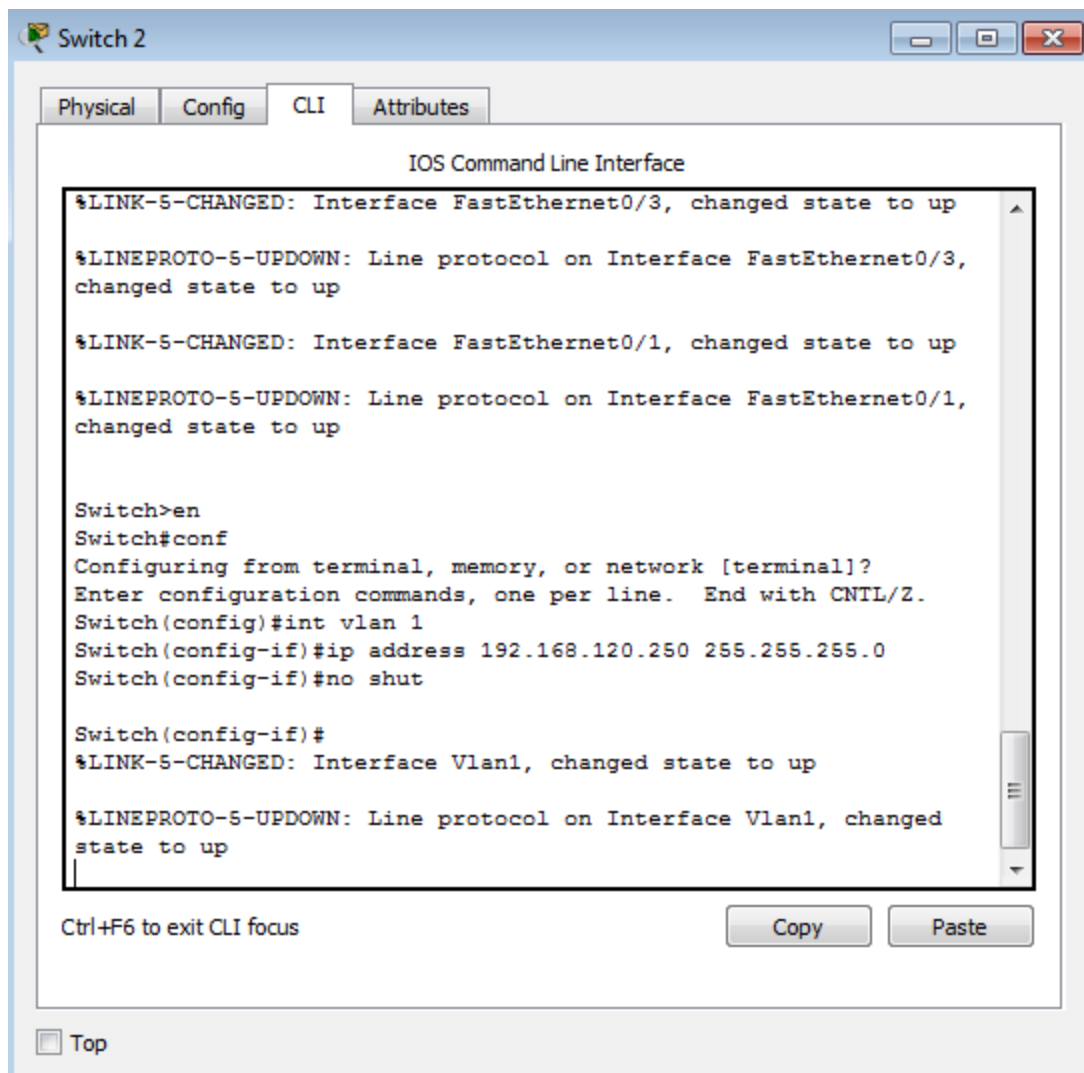 Switch 2
Physical Config CLI Attributes
IOS Command Line Interface
%LINK-5-CHANGED: Interface FastEthernet0/3, changed state to up
%LINEPROTO-5-UPDOWN: Line protocol on Interface FastEthernet0/3,
changed state to up
%LINK-5-CHANGED: Interface FastEthernet0/1, changed state to up
%LINEPROTO-5-UPDOWN: Line protocol on Interface FastEthernet0/1,
changed state to up
Switch>en
Switch#conf
Configuring from terminal, memory, or network [terminal]?
Enter configuration commands, one per line.  End with CNTL/Z.
Switch(config)#int vlan 1
Switch(config-if)#ip address 192.168.120.250 255.255.255.0
Switch(config-if)#no shut
Switch(config-if)#
%LINK-5-CHANGED: Interface Vlan1, changed state to up
%LINEPROTO-5-UPDOWN: Line protocol on Interface Vlan1, changed
state to up
Ctrl+F6 to exit CLI focus
Copy Paste
Top